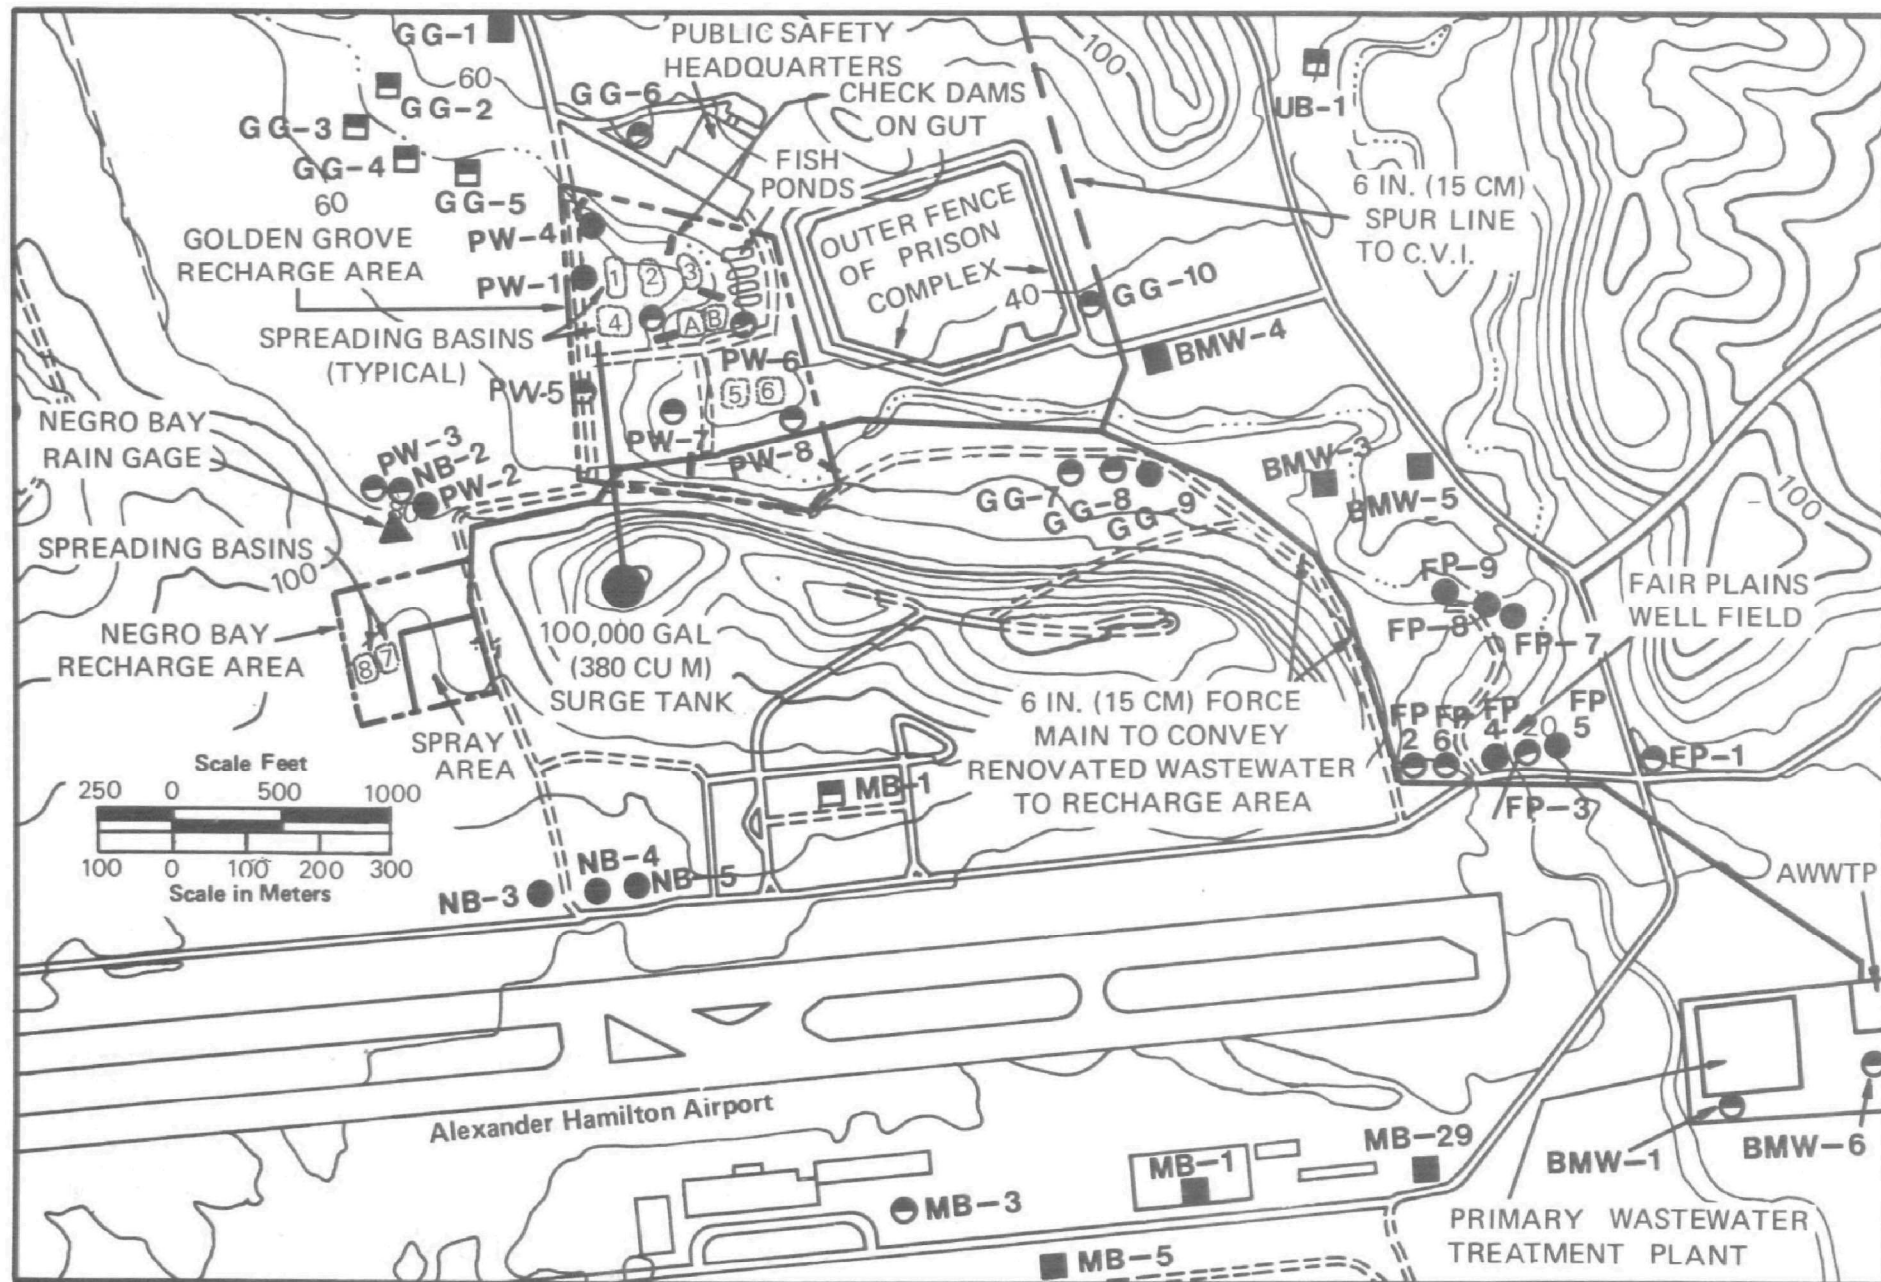 GG-1
60
GG-2
GG-3
GG-4
GG-5
60
GOLDEN GROVE
RECHARGE AREA
PUBLIC SAFETY
HEADQUARTERS
GG-6
CHECK DAMS
ON GUT
FISH
PONDS
100
UB-1
6 IN. (15 CM)
SPUR LINE
TO C.V.I.
OUTER FENCE
OF PRISON
COMPLEX
40
GG-10
BMW-4
PW-4
PW-1
1
2
3
4
A
B
SPREADING BASINS
(TYPICAL)
PW-5
PW-6
5
6
PW-7
PW-8
NEGRO BAY
RAIN GAGE
PW-3
NB-2
PW-2
80
SPREADING BASINS
100
NEGRO BAY
RECHARGE AREA
8
7
SPRAY
AREA
100,000 GAL
(380 CU M)
SURGE TANK
GG-7
GG-8
GG-9
BMW-3
BMW-5
100
FP-9
FP-8
FP-7
FAIR PLAINS
WELL FIELD
6 IN. (15 CM) FORCE
MAIN TO CONVEY
RENOVATED WASTEWATER
TO RECHARGE AREA
FP
2
FP
6
FP
4
20
FP
5
FP-1
FP-3
Scale Feet
250 0 500 1000
100 0 100 200 300
Scale in Meters
MB-1
NB-3
NB-4
NB-5
AWWTP
Alexander Hamilton Airport
MB-3
MB-1
MB-29
MB-5
BMW-1
BMW-6
PRIMARY WASTEWATER
TREATMENT PLANT